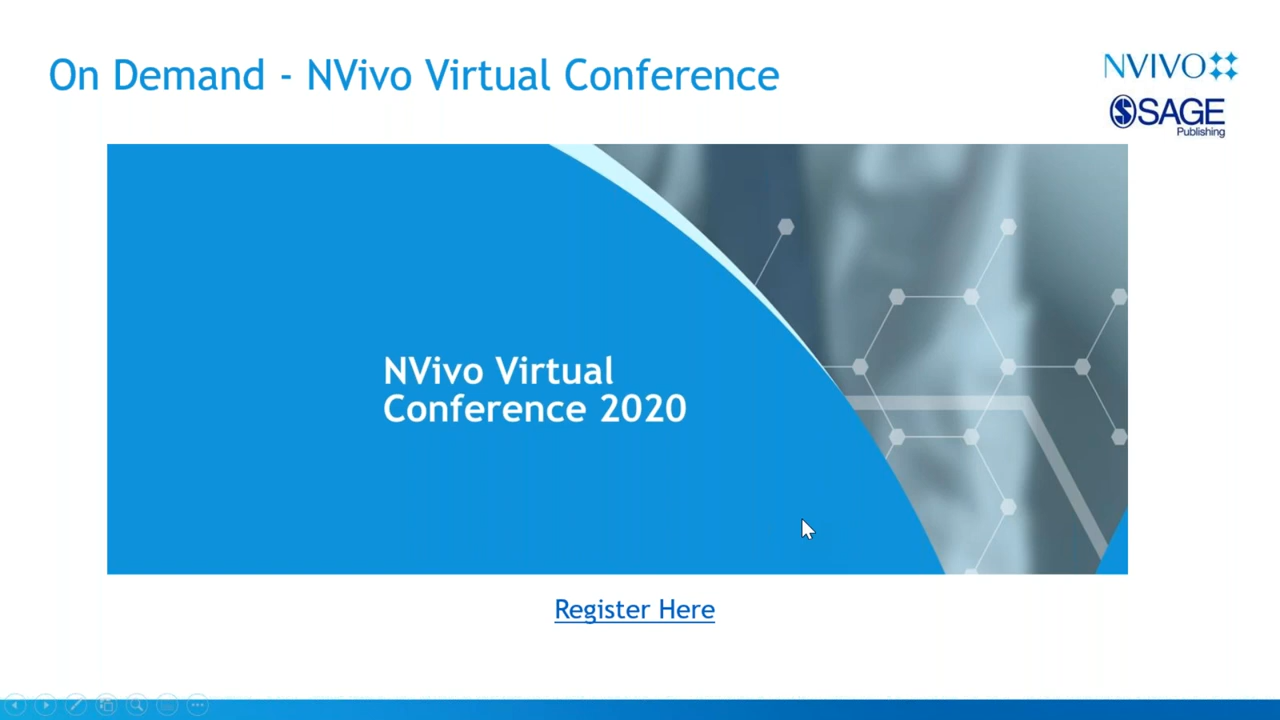 On Demand - NVivo Virtual Conference
NVIVO
SAGE
Publishing
NVivo Virtual
Conference 2020
Register Here